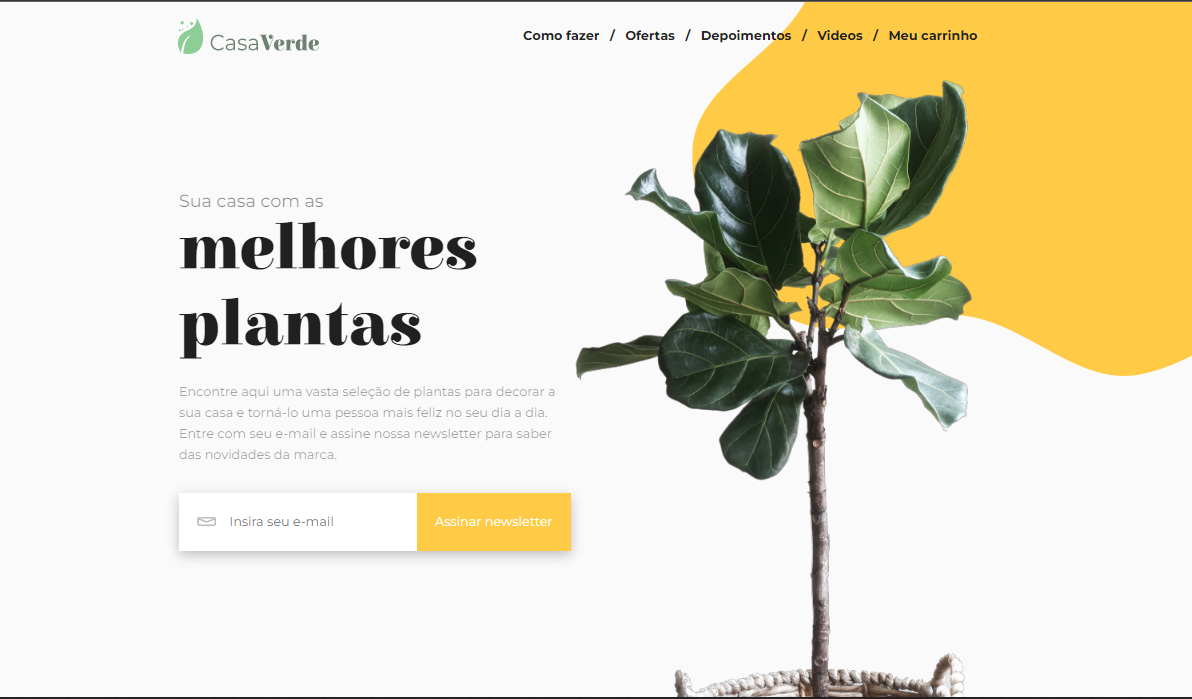 CasaVerde
Como fazer / Ofertas / Depoimentos / Videos / Meu carrinho
Sua casa com as
melhores
plantas
Encontre aqui uma vasta seleção de plantas para decorar a
sua casa e torná-lo uma pessoa mais feliz no seu dia a dia.
Entre com seu e-mail e assine nossa newsletter para saber
das novidades da marca.
Insira seu e-mail
Assinar newsletter